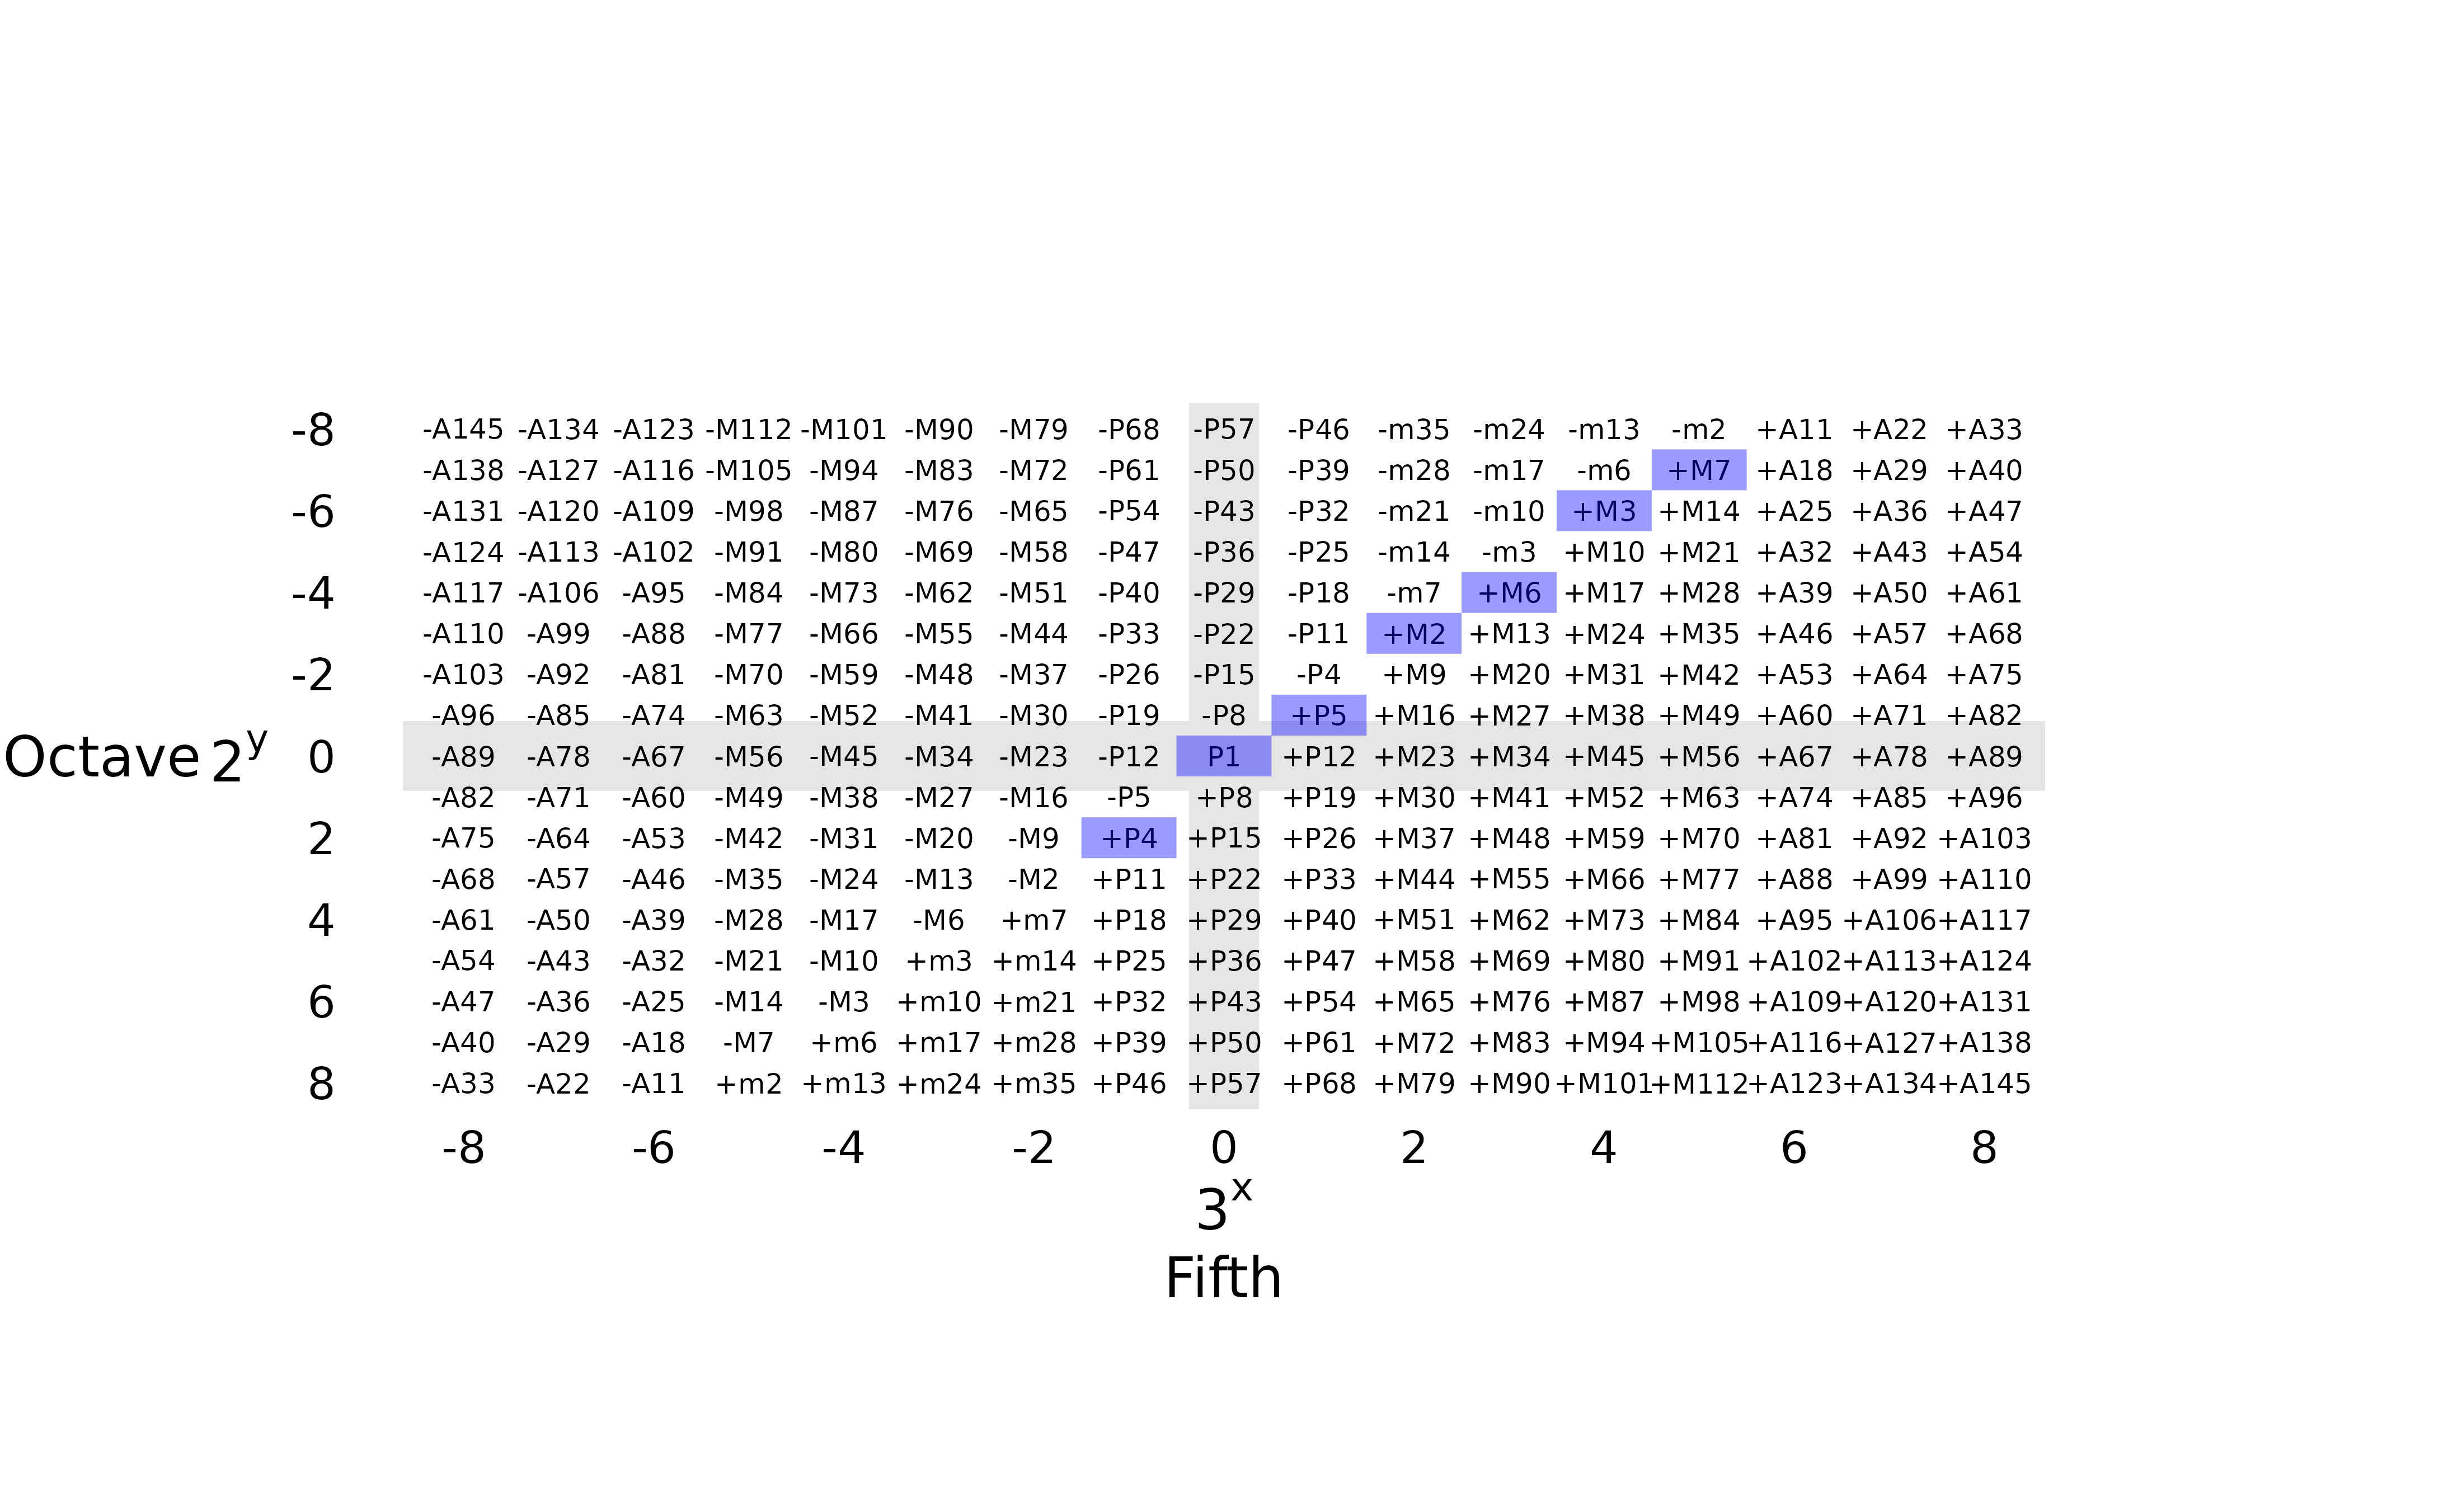 -8 -A145 -A134 -A123 -M112 -M101 -M90 -M79 -P68 -P57 -P46 -m35 -m24 -m13 -m2 +A11 +A22 +A33
-A138 -A127 -A116 -M105 -M94 -M83 -M72 -P61 -P50 -P39 -m28 -m17 -m6 +M7 +A18 +A29 +A40
-6 -A131 -A120 -A109 -M98 -M87 -M76 -M65 -P54 -P43 -P32 -m21 -m10 +M3 +M14 +A25 +A36 +A47
-A124 -A113 -A102 -M91 -M80 -M69 -M58 -P47 -P36 -P25 -m14 -m3 +M10 +M21 +A32 +A43 +A54
-4 -A117 -A106 -A95 -M84 -M73 -M62 -M51 -P40 -P29 -P18 -m7 +M6 +M17 +M28 +A39 +A50 +A61
-A110 -A99 -A88 -M77 -M66 -M55 -M44 -P33 -P22 -P11 +M2 +M13 +M24 +M35 +A46 +A57 +A68
-2 -A103 -A92 -A81 -M70 -M59 -M48 -M37 -P26 -P15 -P4 +M9 +M20 +M31 +M42 +A53 +A64 +A75
-A96 -A85 -A74 -M63 -M52 -M41 -M30 -P19 -P8 +P5 +M16 +M27 +M38 +M49 +A60 +A71 +A82
Octave 2^y 0 -A89 -A78 -A67 -M56 -M45 -M34 -M23 -P12 P1 +P12 +M23 +M34 +M45 +M56 +A67 +A78 +A89
-A82 -A71 -A60 -M49 -M38 -M27 -M16 -P5 +P8 +P19 +M30 +M41 +M52 +M63 +A74 +A85 +A96
2 -A75 -A64 -A53 -M42 -M31 -M20 -M9 +P4 +P15 +P26 +M37 +M48 +M59 +M70 +A81 +A92 +A103
-A68 -A57 -A46 -M35 -M24 -M13 -M2 +P11 +P22 +P33 +M44 +M55 +M66 +M77 +A88 +A99 +A110
4 -A61 -A50 -A39 -M28 -M17 -M6 +m7 +P18 +P29 +P40 +M51 +M62 +M73 +M84 +A95 +A106 +A117
-A54 -A43 -A32 -M21 -M10 +m3 +m14 +P25 +P36 +P47 +M58 +M69 +M80 +M91 +A102 +A113 +A124
6 -A47 -A36 -A25 -M14 -M3 +m10 +m21 +P32 +P43 +P54 +M65 +M76 +M87 +M98 +A109 +A120 +A131
-A40 -A29 -A18 -M7 +m6 +m17 +m28 +P39 +P50 +P61 +M72 +M83 +M94 +M105 +A116 +A127 +A138
8 -A33 -A22 -A11 +m2 +m13 +m24 +m35 +P46 +P57 +P68 +M79 +M90 +M101 +M112 +A123 +A134 +A145
-8 -6 -4 -2 0 2 4 6 8
3^x
Fifth